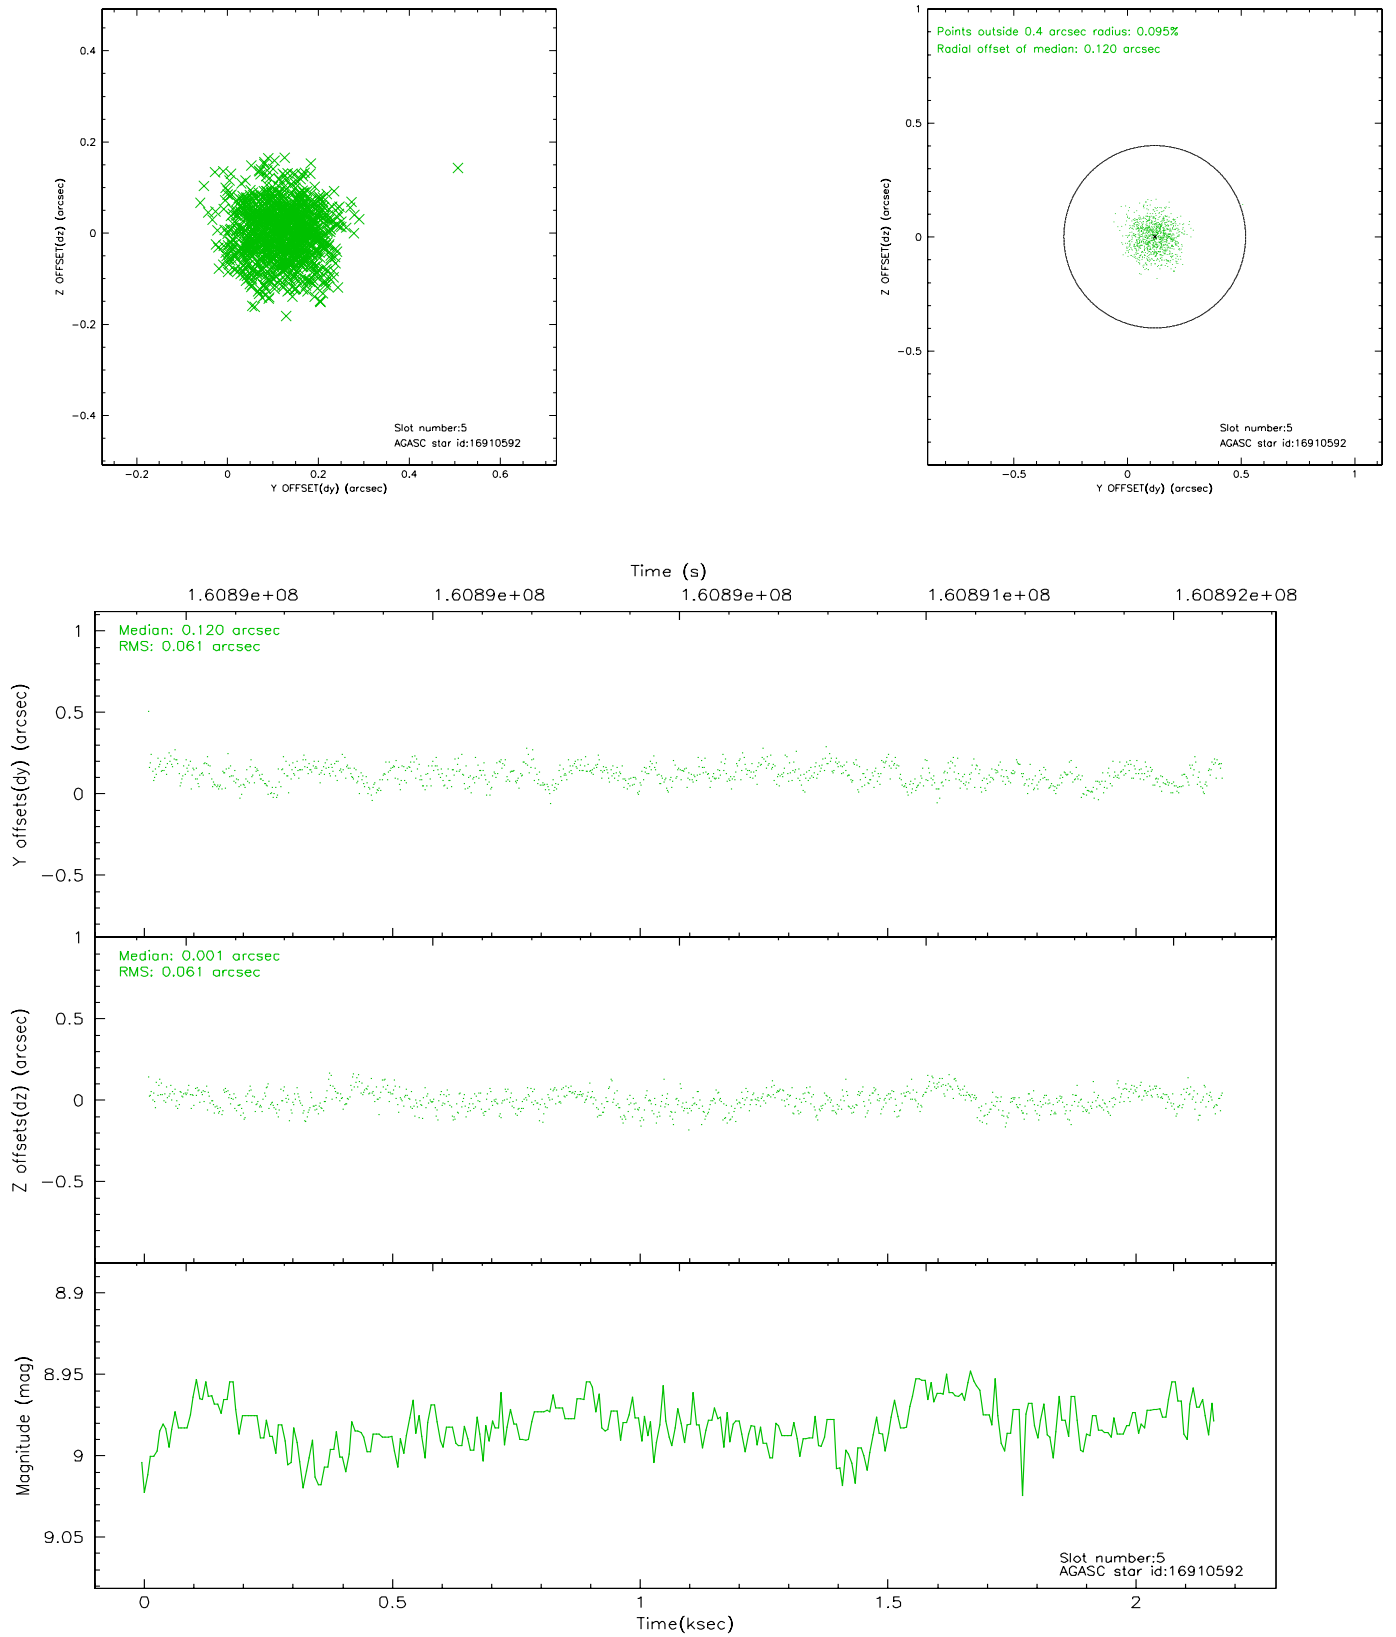 0.4
0.2
0
−0.2
−0.4
Z OFFSET(dz) (arcsec)
Slot number:5
AGASC star id:16910592
−0.2 0 0.2 0.4 0.6
Y OFFSET(dy) (arcsec)
Points outside 0.4 arcsec radius: 0.095%
Radial offset of median: 0.120 arcsec
1
0.5
0
−0.5
Z OFFSET(dz) (arcsec)
Slot number:5
AGASC star id:16910592
−0.5 0 0.5 1
Y OFFSET(dy) (arcsec)
Time (s)
1.6089e+08 1.6089e+08 1.6089e+08 1.60891e+08 1.60892e+08
Median: 0.120 arcsec
RMS: 0.061 arcsec
1
0.5
0
−0.5
Y offsets(dy) (arcsec)
Median: 0.001 arcsec
RMS: 0.061 arcsec
1
0.5
0
−0.5
Z offsets(dz) (arcsec)
8.9
8.95
9
9.05
Magnitude (mag)
Slot number:5
AGASC star id:16910592
0 0.5 1 1.5 2
Time(ksec)